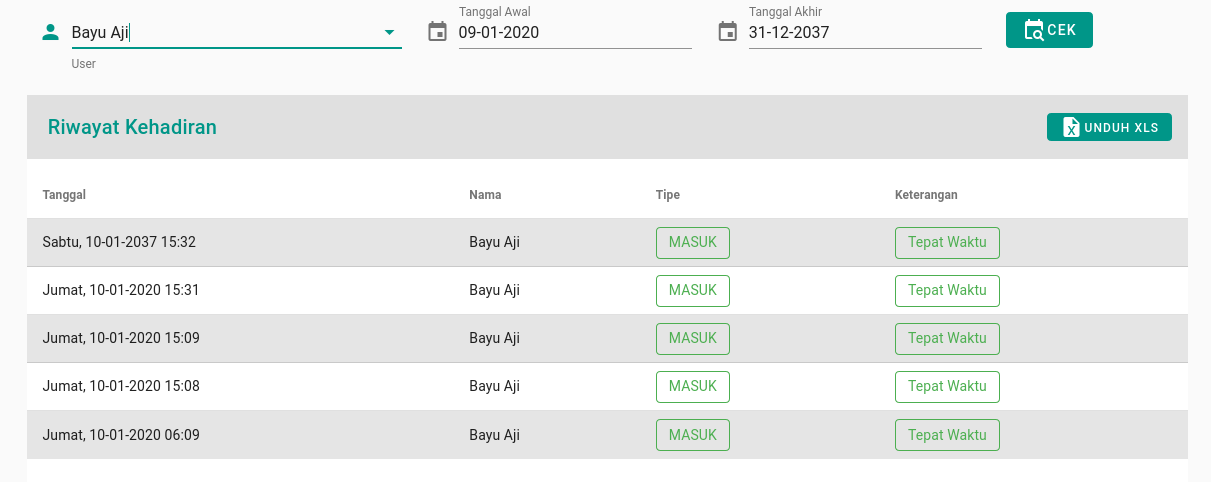 Tanggal Awal Tanggal Akhir
Bayu Aji 09-01-2020 31-12-2037 CEK
User
Riwayat Kehadiran UNDUH XLS
Tanggal Nama Tipe Keterangan
Sabtu, 10-01-2037 15:32 Bayu Aji MASUK Tepat Waktu
Jumat, 10-01-2020 15:31 Bayu Aji MASUK Tepat Waktu
Jumat, 10-01-2020 15:09 Bayu Aji MASUK Tepat Waktu
Jumat, 10-01-2020 15:08 Bayu Aji MASUK Tepat Waktu
Jumat, 10-01-2020 06:09 Bayu Aji MASUK Tepat Waktu